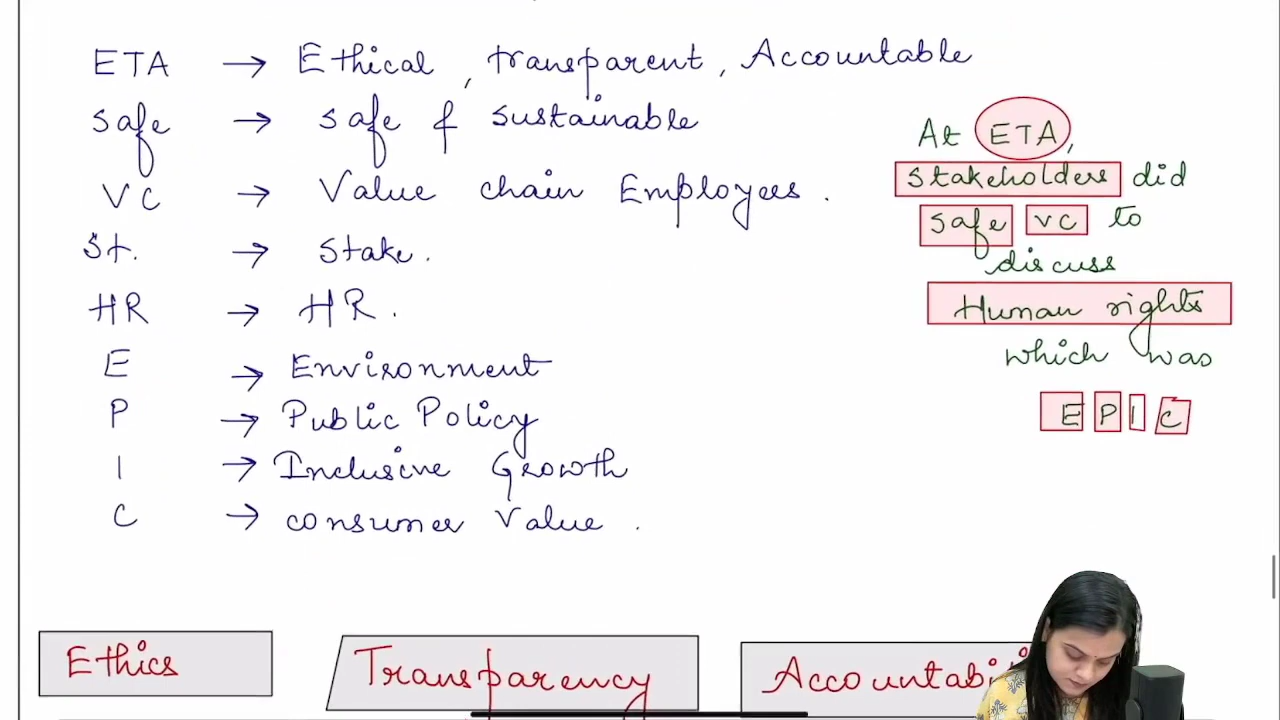 ETA → Ethical, transparent, Accountable
Safe → Safe & Sustainable
VC → Value chain Employees.
St. → Stake.
HR → HR.
E → Environment
P → Public Policy
I → Inclusive Growth
C → consumer Value.
At ETA,
Stakeholders did
Safe VC to
discuss
Human rights
which was
E P I C
Ethics
Transparency